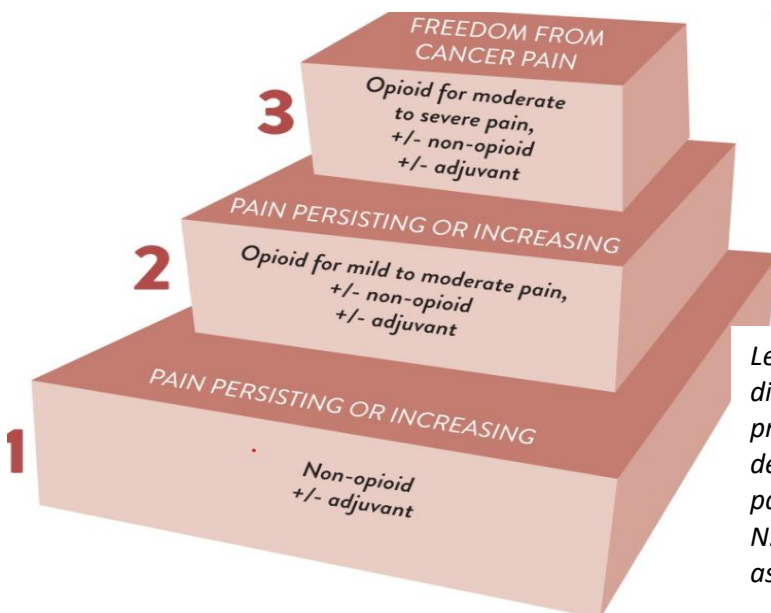 FREEDOM FROM
CANCER PAIN
3
Opioid for moderate
to severe pain,
+/- non-opioid
+/- adjuvant
PAIN PERSISTING OR INCREASING
2
Opioid for mild to moderate pain,
+/- non-opioid
+/- adjuvant
PAIN PERSISTING OR INCREASING
1
Non-opioid
+/- adjuvant